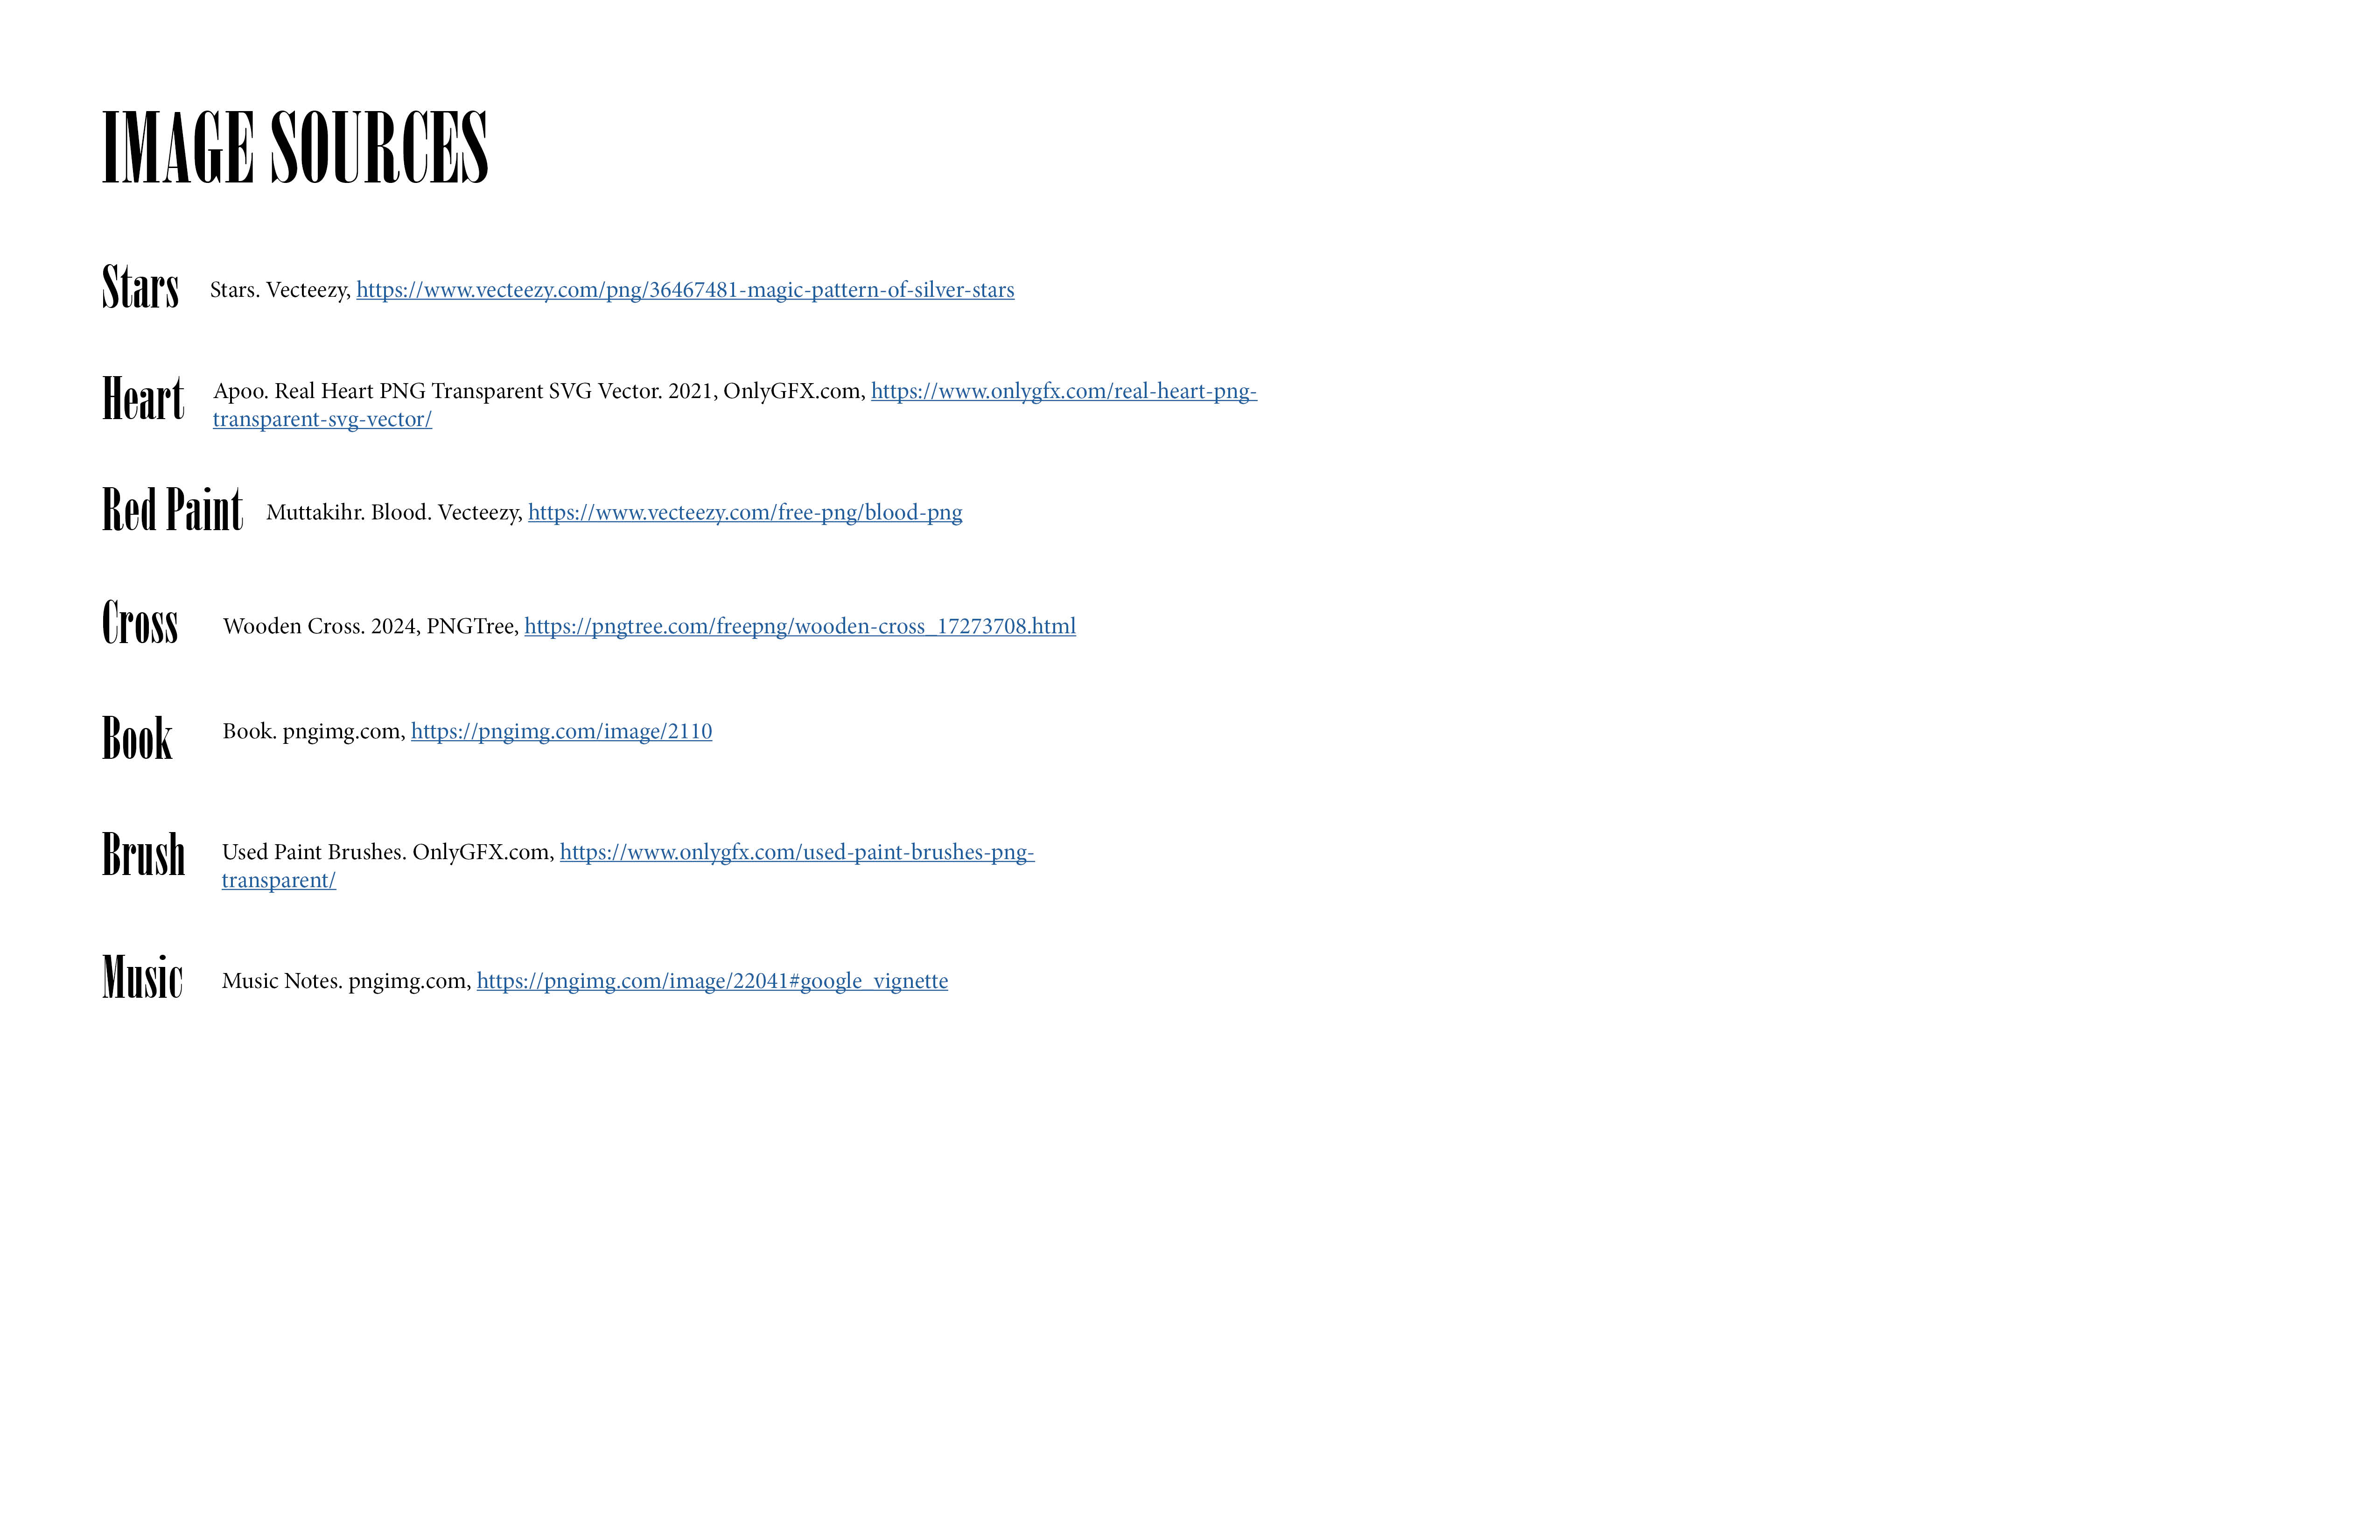 IMAGE SOURCES
Stars Stars. Vecteezy, https://www.vecteezy.com/png/36467481-magic-pattern-of-silver-stars
Heart Apoo. Real Heart PNG Transparent SVG Vector. 2021, OnlyGFX.com, https://www.onlygfx.com/real-heart-png-
transparent-svg-vector/
Red Paint Muttakihr. Blood. Vecteezy, https://www.vecteezy.com/free-png/blood-png
Cross Wooden Cross. 2024, PNGTree, https://pngtree.com/freepng/wooden-cross_17273708.html
Book Book. pngimg.com, https://pngimg.com/image/2110
Brush Used Paint Brushes. OnlyGFX.com, https://www.onlygfx.com/used-paint-brushes-png-
transparent/
Music Music Notes. pngimg.com, https://pngimg.com/image/22041#google_vignette